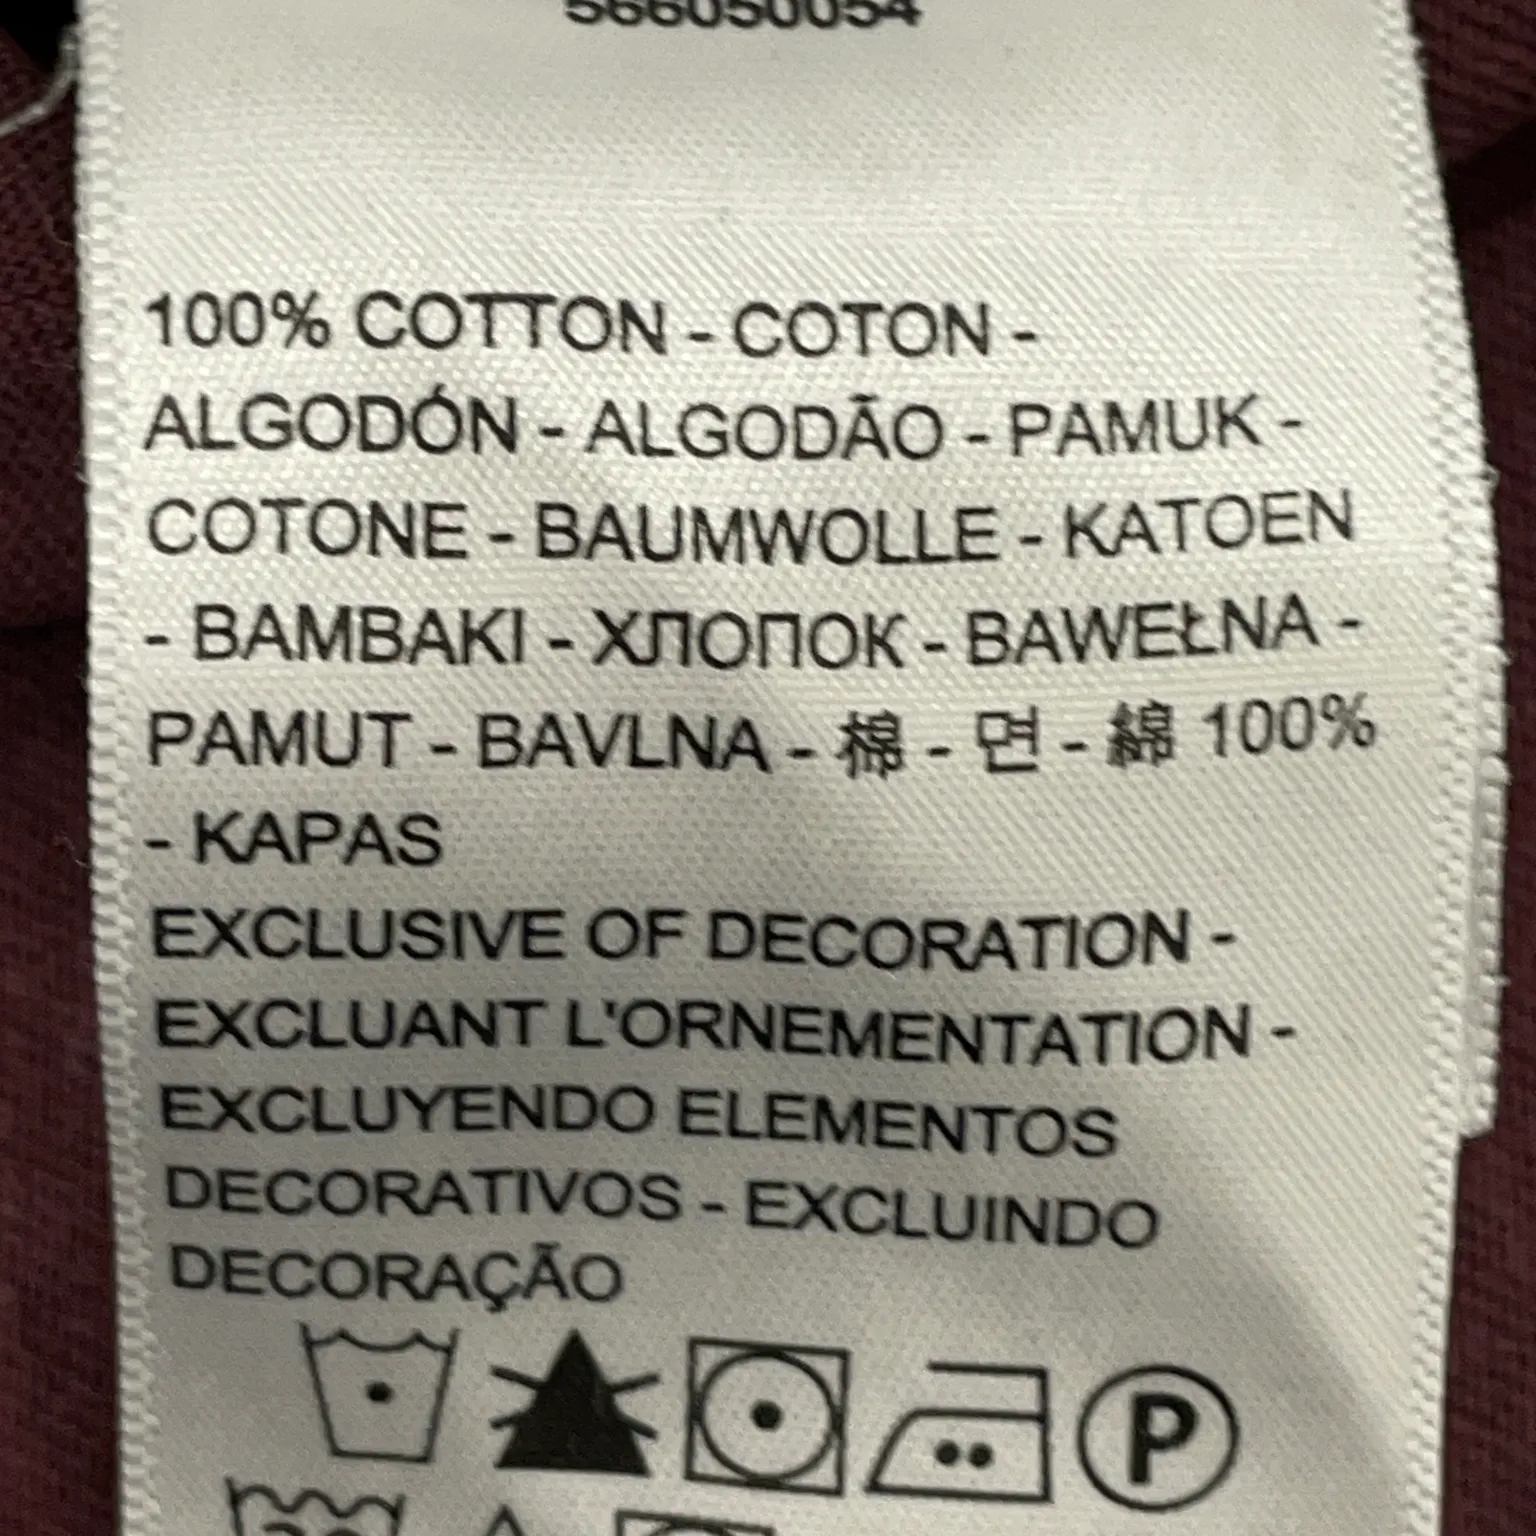 566050054
100% COTTON - COTON -
ALGODÓN - ALGODÃO - PAMUK -
COTONE - BAUMWOLLE - KATOEN
- BAMBAKI - ХЛОПОК - BAWEŁNA -
PAMUT - BAVLNA - 棉 - 면 - 綿 100%
- KAPAS
EXCLUSIVE OF DECORATION -
EXCLUANT L'ORNEMENTATION -
EXCLUYENDO ELEMENTOS
DECORATIVOS - EXCLUINDO
DECORAÇÃO
P